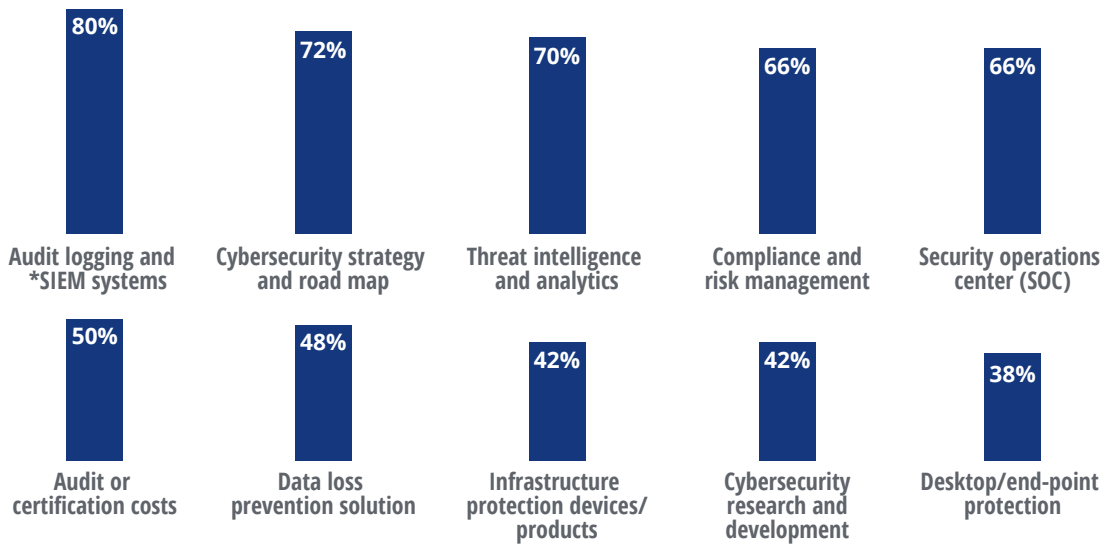 80%
72%
70%
66%
66%
Audit logging and
*SIEM systems
Cybersecurity strategy
and road map
Threat intelligence
and analytics
Compliance and
risk management
Security operations
center (SOC)
50%
48%
42%
42%
38%
Audit or
certification costs
Data loss
prevention solution
Infrastructure
protection devices/
products
Cybersecurity
research and
development
Desktop/end-point
protection